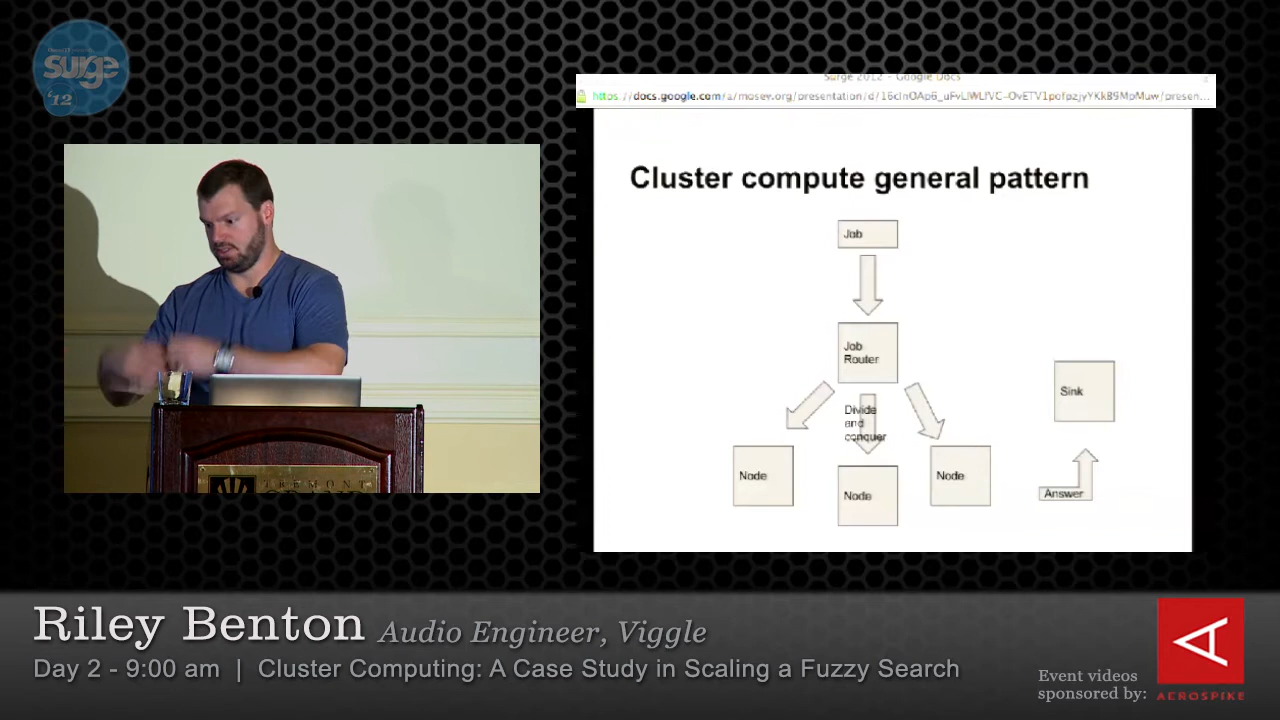 surge
'12
Surge 2012 - Google Docs
Cluster compute general pattern
Job
Job
Router
Divide
and
conquer
Node
Node
Node
Sink
Answer
TREMONT
GRAND
Riley Benton Audio Engineer, Viggle
Day 2 - 9:00 am | Cluster Computing: A Case Study in Scaling a Fuzzy Search
Event videos
sponsored by:
AEROSPIKE